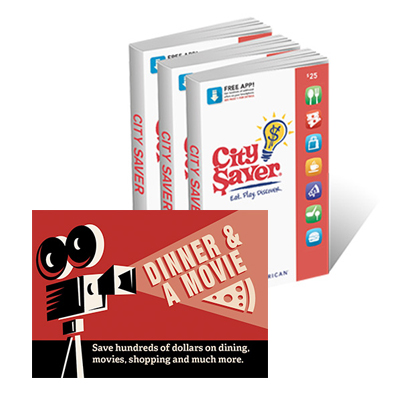 FREE APP!
$25
CITY SAVER
CITY SAVER
CITY SAVER
City
Saver
Eat. Play. Discover.
RICAN
DINNER &
A MOVIE
Save hundreds of dollars on dining,
movies, shopping and much more.